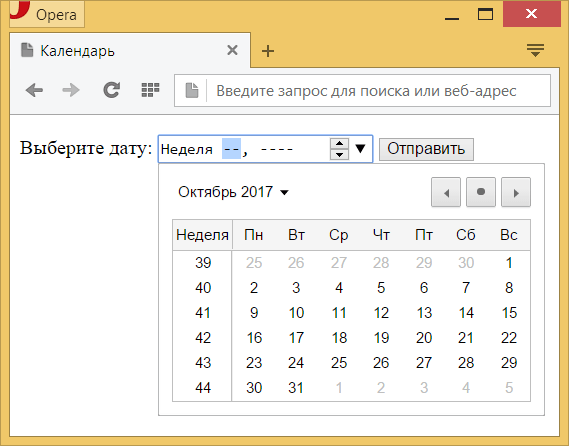 Opera
Календарь
Введите запрос для поиска или веб-адрес
Выберите дату: Неделя --, ---- Отправить
Октябрь 2017
Неделя Пн Вт Ср Чт Пт Сб Вс
39 25 26 27 28 29 30 1
40 2 3 4 5 6 7 8
41 9 10 11 12 13 14 15
42 16 17 18 19 20 21 22
43 23 24 25 26 27 28 29
44 30 31 1 2 3 4 5